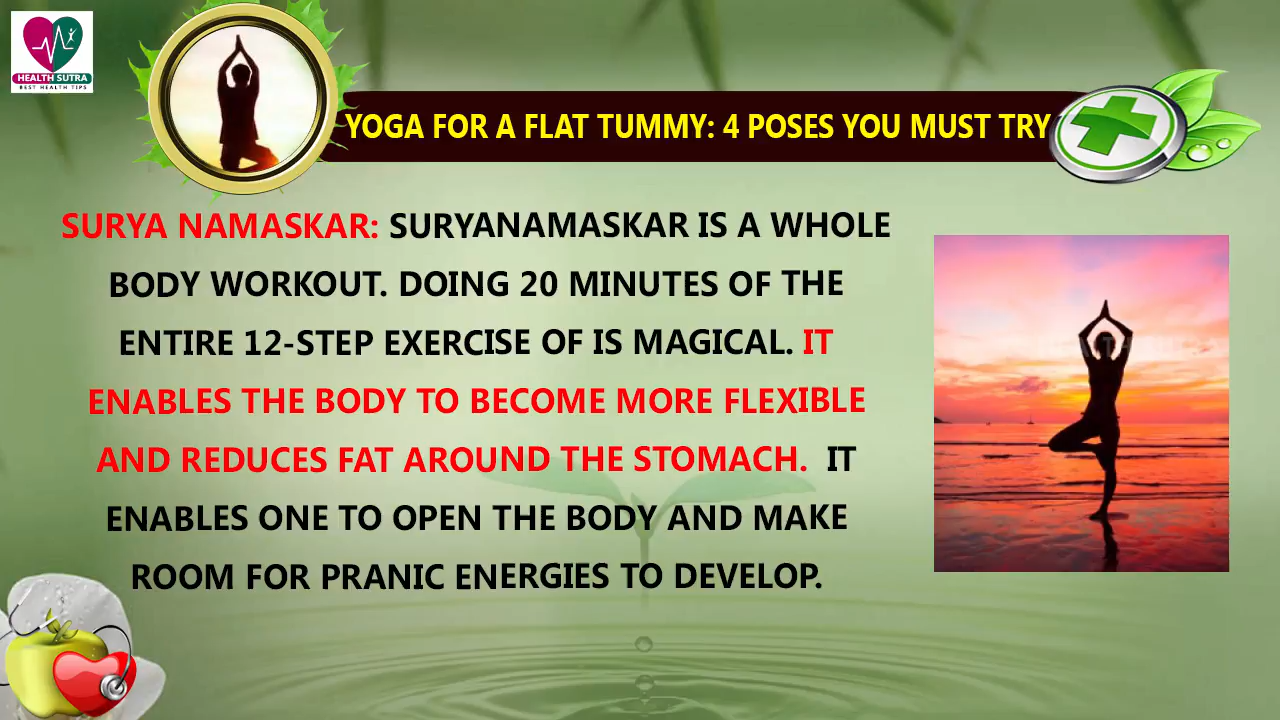 HEALTH SUTRA
BEST HEALTH TIPS
YOGA FOR A FLAT TUMMY: 4 POSES YOU MUST TRY
SURYA NAMASKAR: SURYANAMASKAR IS A WHOLE
BODY WORKOUT. DOING 20 MINUTES OF THE
ENTIRE 12-STEP EXERCISE OF IS MAGICAL. IT
ENABLES THE BODY TO BECOME MORE FLEXIBLE
AND REDUCES FAT AROUND THE STOMACH. IT
ENABLES ONE TO OPEN THE BODY AND MAKE
ROOM FOR PRANIC ENERGIES TO DEVELOP.